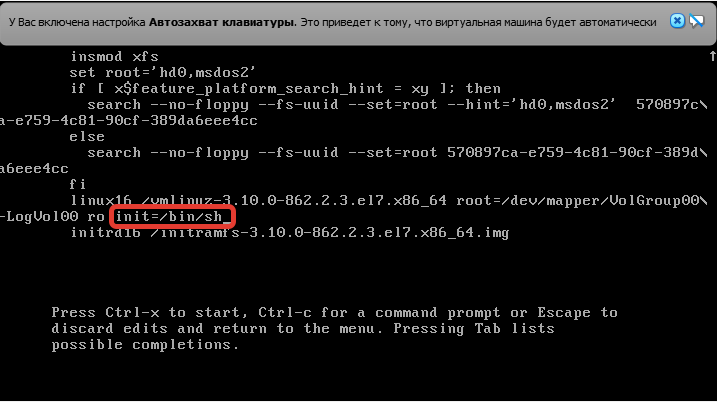 У Вас включена настройка Автозахват клавиатуры. Это приведет к тому, что виртуальная машина будет автоматически
insmod xfs
set root='hd0,msdos2'
if [ x$feature_platform_search_hint = xy ]; then
search --no-floppy --fs-uuid --set=root --hint='hd0,msdos2' 570897c\
a-e759-4c81-90cf-389da6eee4cc
else
search --no-floppy --fs-uuid --set=root 570897ca-e759-4c81-90cf-389d\
a6eee4cc
fi
linux16 /vmlinuz-3.10.0-862.2.3.el7.x86_64 root=/dev/mapper/VolGroup00\
-LogVol00 ro init=/bin/sh_
initrd16 /initramfs-3.10.0-862.2.3.el7.x86_64.img
Press Ctrl-x to start, Ctrl-c for a command prompt or Escape to
discard edits and return to the menu. Pressing Tab lists
possible completions.